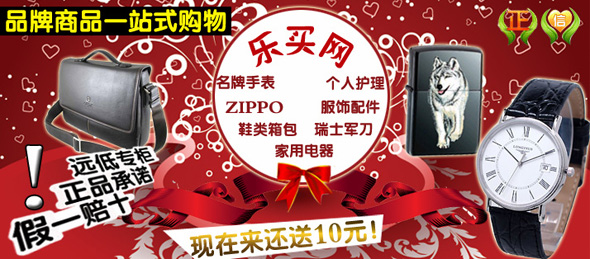 品牌商品一站式购物
正 信
乐买网
名牌手表 个人护理
ZIPPO 服饰配件
鞋类箱包 瑞士军刀
家用电器
远低专柜
正品承诺
假一赔十!
现在来还送10元!
LONGINES